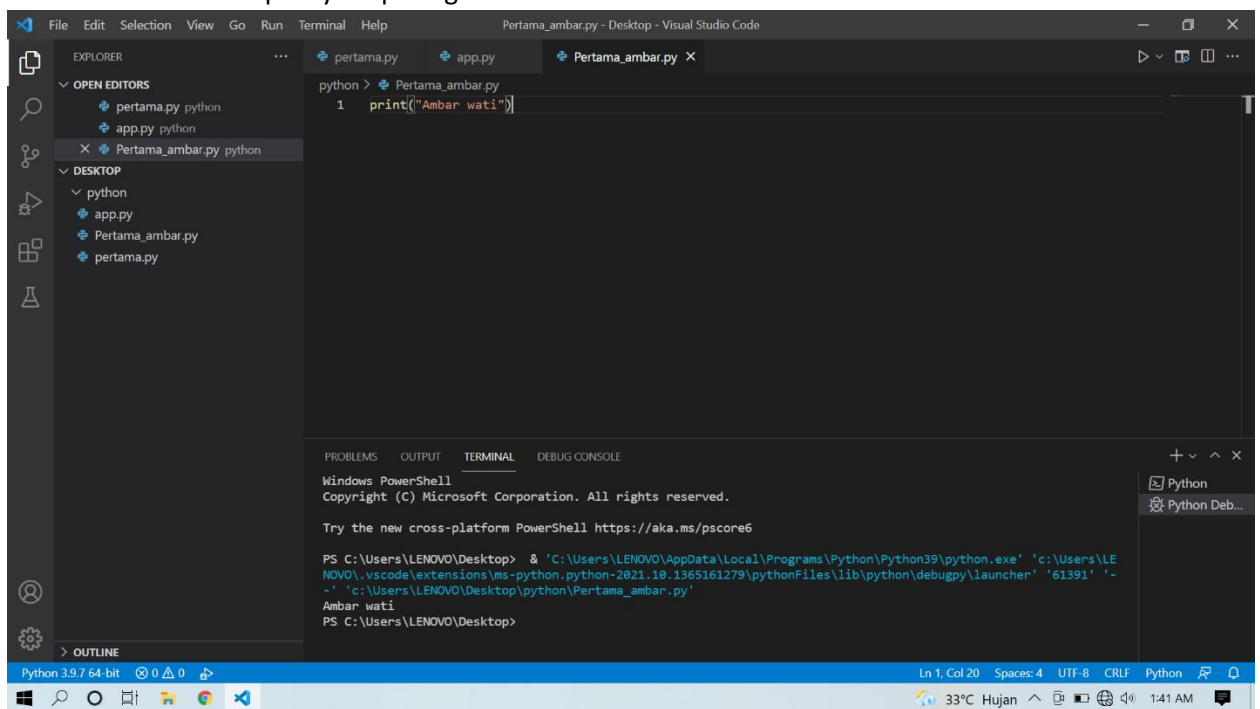 File Edit Selection View Go Run Terminal Help Pertama_ambar.py - Desktop - Visual Studio Code
EXPLORER
pertama.py app.py Pertama_ambar.py
OPEN EDITORS
pertama.py python
app.py python
Pertama_ambar.py python
DESKTOP
python
app.py
Pertama_ambar.py
pertama.py
OUTLINE
python > Pertama_ambar.py
1 print("Ambar wati")
PROBLEMS OUTPUT TERMINAL DEBUG CONSOLE
Windows PowerShell
Copyright (C) Microsoft Corporation. All rights reserved.
Try the new cross-platform PowerShell https://aka.ms/pscore6
PS C:\Users\LENOVO\Desktop> & 'C:\Users\LENOVO\AppData\Local\Programs\Python\Python39\python.exe' 'c:\Users\LE
NOVO\.vscode\extensions\ms-python.python-2021.10.1365161279\pythonFiles\lib\python\debugpy\launcher' '61391' '-
-' 'c:\Users\LENOVO\Desktop\python\Pertama_ambar.py'
Ambar wati
PS C:\Users\LENOVO\Desktop>
Python
Python Deb...
Python 3.9.7 64-bit 0 0 Ln 1, Col 20 Spaces: 4 UTF-8 CRLF Python
33°C Hujan 1:41 AM